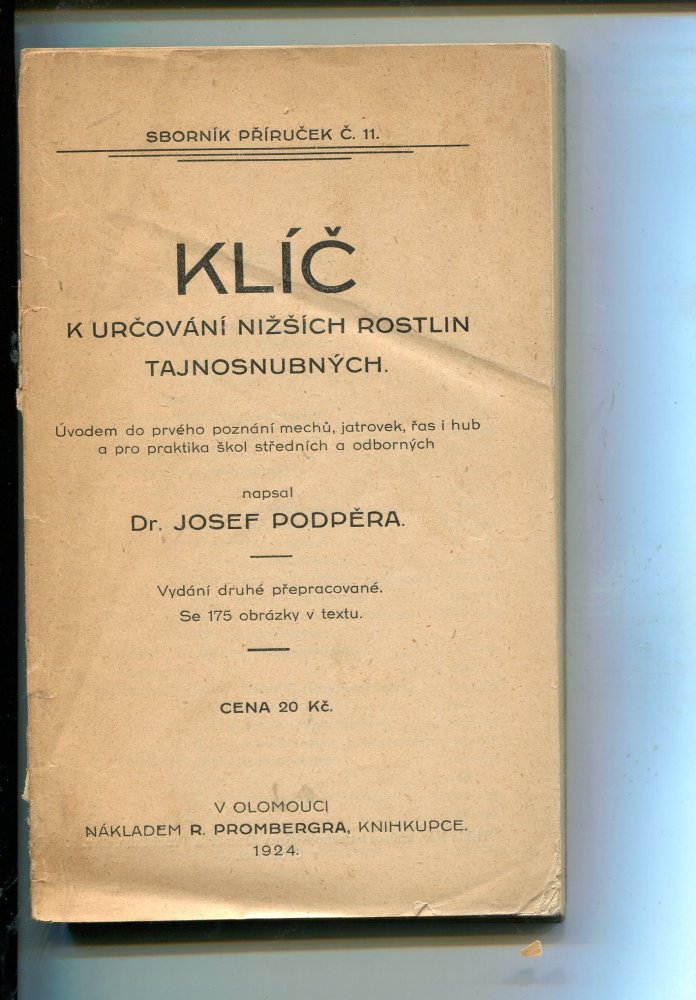 SBORNÍK PŘÍRUČEK Č. 11.
KLÍČ
K URČOVÁNÍ NIŽŠÍCH ROSTLIN
TAJNOSNUBNÝCH.
Úvodem do prvého poznání mechů, jatrovek, řas i hub
a pro praktika škol středních a odborných
napsal
Dr. JOSEF PODPĚRA.
Vydání druhé přepracované.
Se 175 obrázky v textu.
CENA 20 Kč.
V OLOMOUCI
NÁKLADEM R. PROMBERGRA, KNIHKUPCE.
1924.